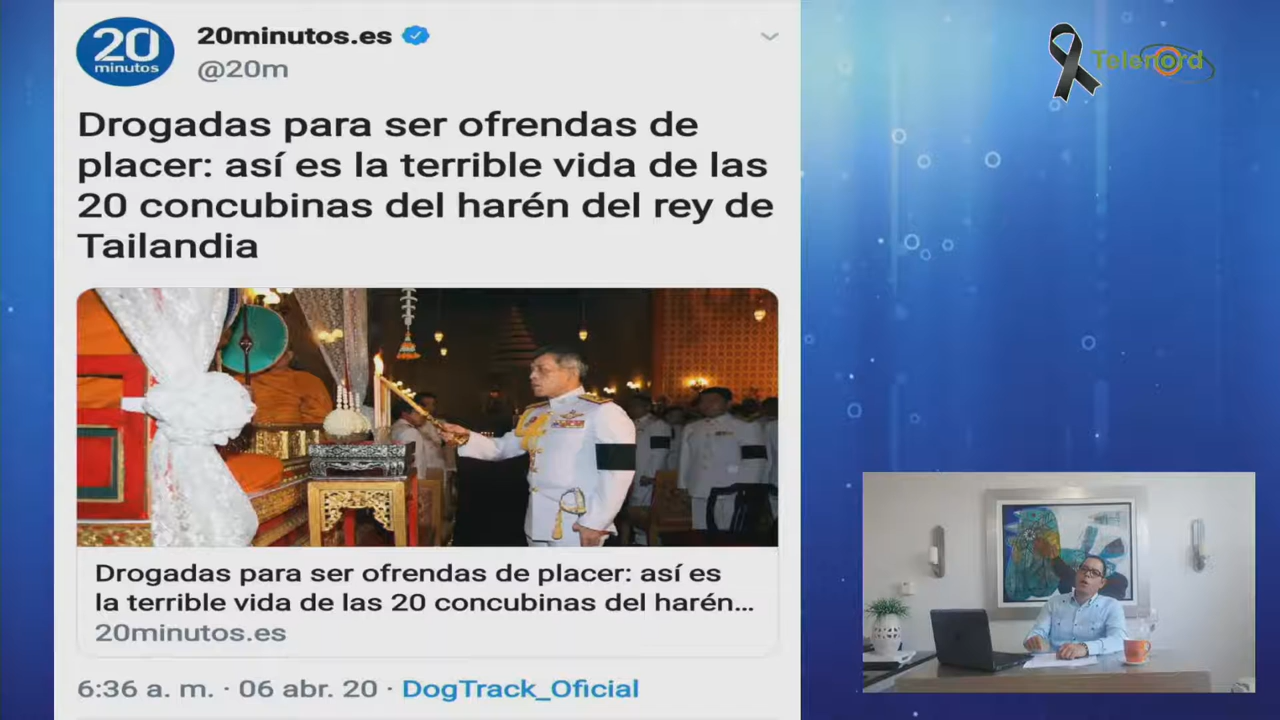 20
minutos
20minutos.es
@20m
Telenord
Drogadas para ser ofrendas de
placer: así es la terrible vida de las
20 concubinas del harén del rey de
Tailandia
Drogadas para ser ofrendas de placer: así es
la terrible vida de las 20 concubinas del harén...
20minutos.es
6:36 a. m. · 06 abr. 20 · DogTrack_Oficial